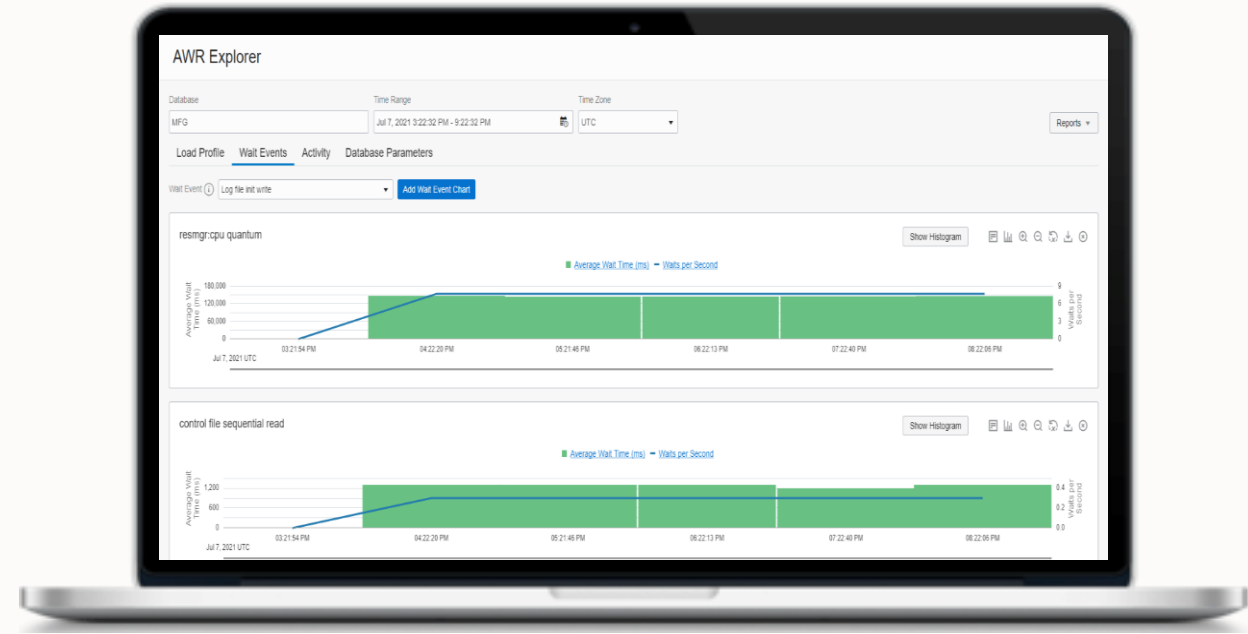 AWR Explorer
Database
Time Range
Time Zone
MFG
Jul 7, 2021 3:22:32 PM - 9:22:32 PM
UTC
Reports
Load Profile
Wait Events
Activity
Database Parameters
Wait Event
Log file init write
Add Wait Event Chart
resmgr:cpu quantum
Show Histogram
Average Wait Time (ms)
Waits per Second
Average Wait
Time (ms)
180,000
120,000
60,000
0
9
6
3
0
Waits per
Second
03:21:54 PM
04:22:20 PM
05:21:46 PM
06:22:13 PM
07:22:40 PM
08:22:06 PM
Jul 7, 2021 UTC
control file sequential read
Show Histogram
Average Wait Time (ms)
Waits per Second
Average Wait
Time (ms)
1,200
600
0
0.4
0.2
0.0
Waits per
Second
03:21:54 PM
04:22:20 PM
05:21:46 PM
06:22:13 PM
07:22:40 PM
08:22:06 PM
Jul 7, 2021 UTC